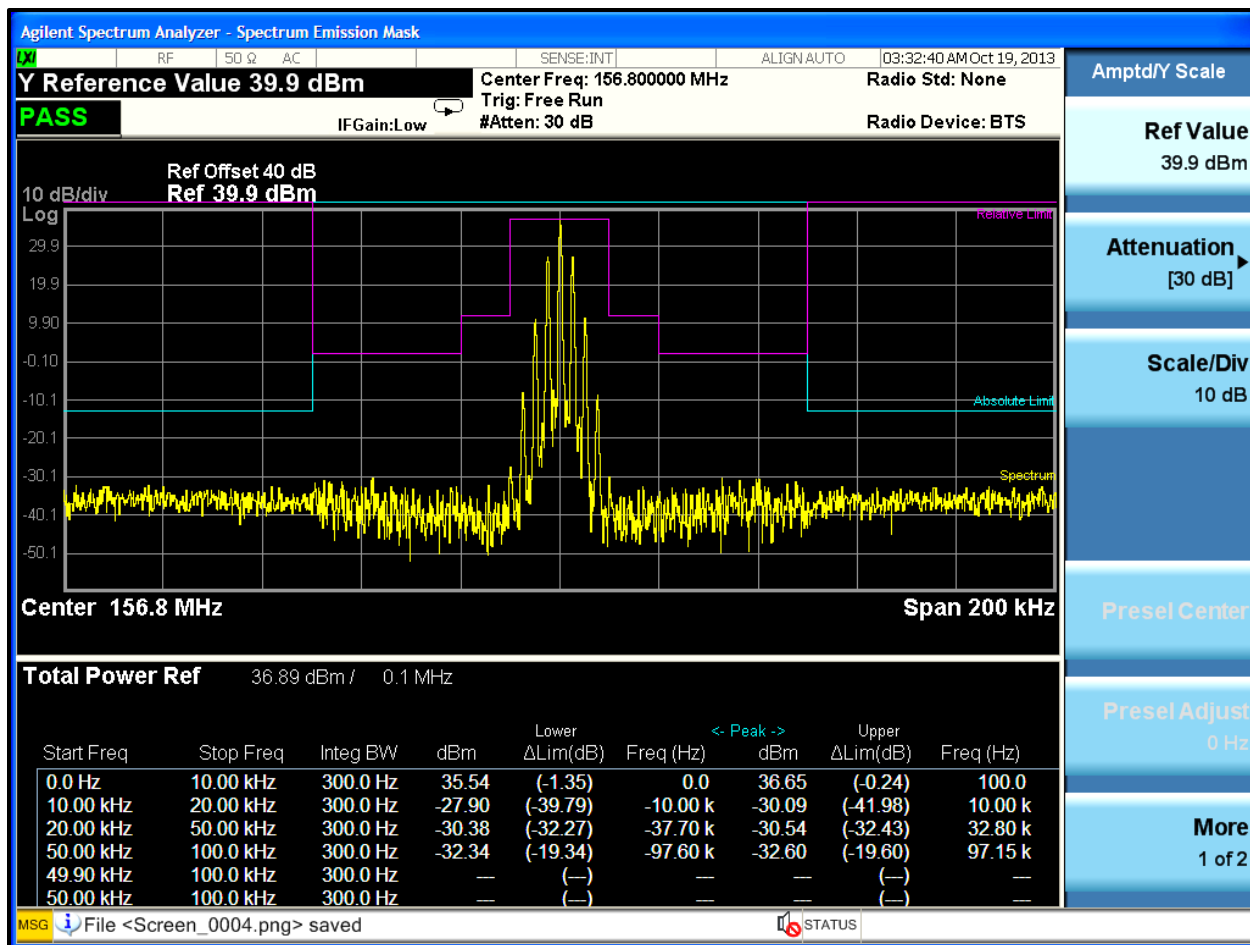 Agilent Spectrum Analyzer - Spectrum Emission Mask
LXI RF 50 Ω AC SENSE:INT ALIGN AUTO 03:32:40 AM Oct 19, 2013
Y Reference Value 39.9 dBm
PASS
IFGain:Low
Center Freq: 156.800000 MHz
Trig: Free Run
#Atten: 30 dB
Radio Std: None
Radio Device: BTS
Ref Offset 40 dB
10 dB/div Ref 39.9 dBm
Log
Relative Limit
29.9
19.9
9.90
-0.10
-10.1
Absolute Limit
-20.1
-30.1
Spectrum
-40.1
-50.1
Center 156.8 MHz Span 200 kHz
Total Power Ref 36.89 dBm / 0.1 MHz
Lower <- Peak -> Upper
Start Freq Stop Freq Integ BW dBm ΔLim(dB) Freq (Hz) dBm ΔLim(dB) Freq (Hz)
0.0 Hz 10.00 kHz 300.0 Hz 35.54 (-1.35) 0.0 36.65 (-0.24) 100.0
10.00 kHz 20.00 kHz 300.0 Hz -27.90 (-39.79) -10.00 k -30.09 (-41.98) 10.00 k
20.00 kHz 50.00 kHz 300.0 Hz -30.38 (-32.27) -37.70 k -30.54 (-32.43) 32.80 k
50.00 kHz 100.0 kHz 300.0 Hz -32.34 (-19.34) -97.60 k -32.60 (-19.60) 97.15 k
49.90 kHz 100.0 kHz 300.0 Hz --- (---) --- --- (---) ---
50.00 kHz 100.0 kHz 300.0 Hz --- (---) --- --- (---) ---
MSG File <Screen_0004.png> saved STATUS
Amptd/Y Scale
Ref Value
39.9 dBm
Attenuation
[30 dB]
Scale/Div
10 dB
Presel Center
Presel Adjust
0 Hz
More
1 of 2